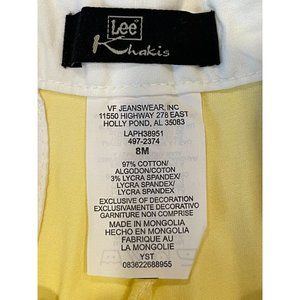 Lee
Khakis
VF JEANSWEAR, INC
11550 HIGHWAY 278 EAST
HOLLY POND, AL 35083
LAPH38951
497-2374
8M
97% COTTON/
ALGODON/COTON
3% LYCRA SPANDEX/
LYCRA SPANDEX/
LYCRA SPANDEX
EXCLUSIVE OF DECORATION
EXCLUSIVO DE DECORATIVO
GARNITURE NON COMPRISE
MADE IN MONGOLIA
HECHO EN MONGOLIA
FABRIQUE AU
LA MONGOLIE
YST
083622688955